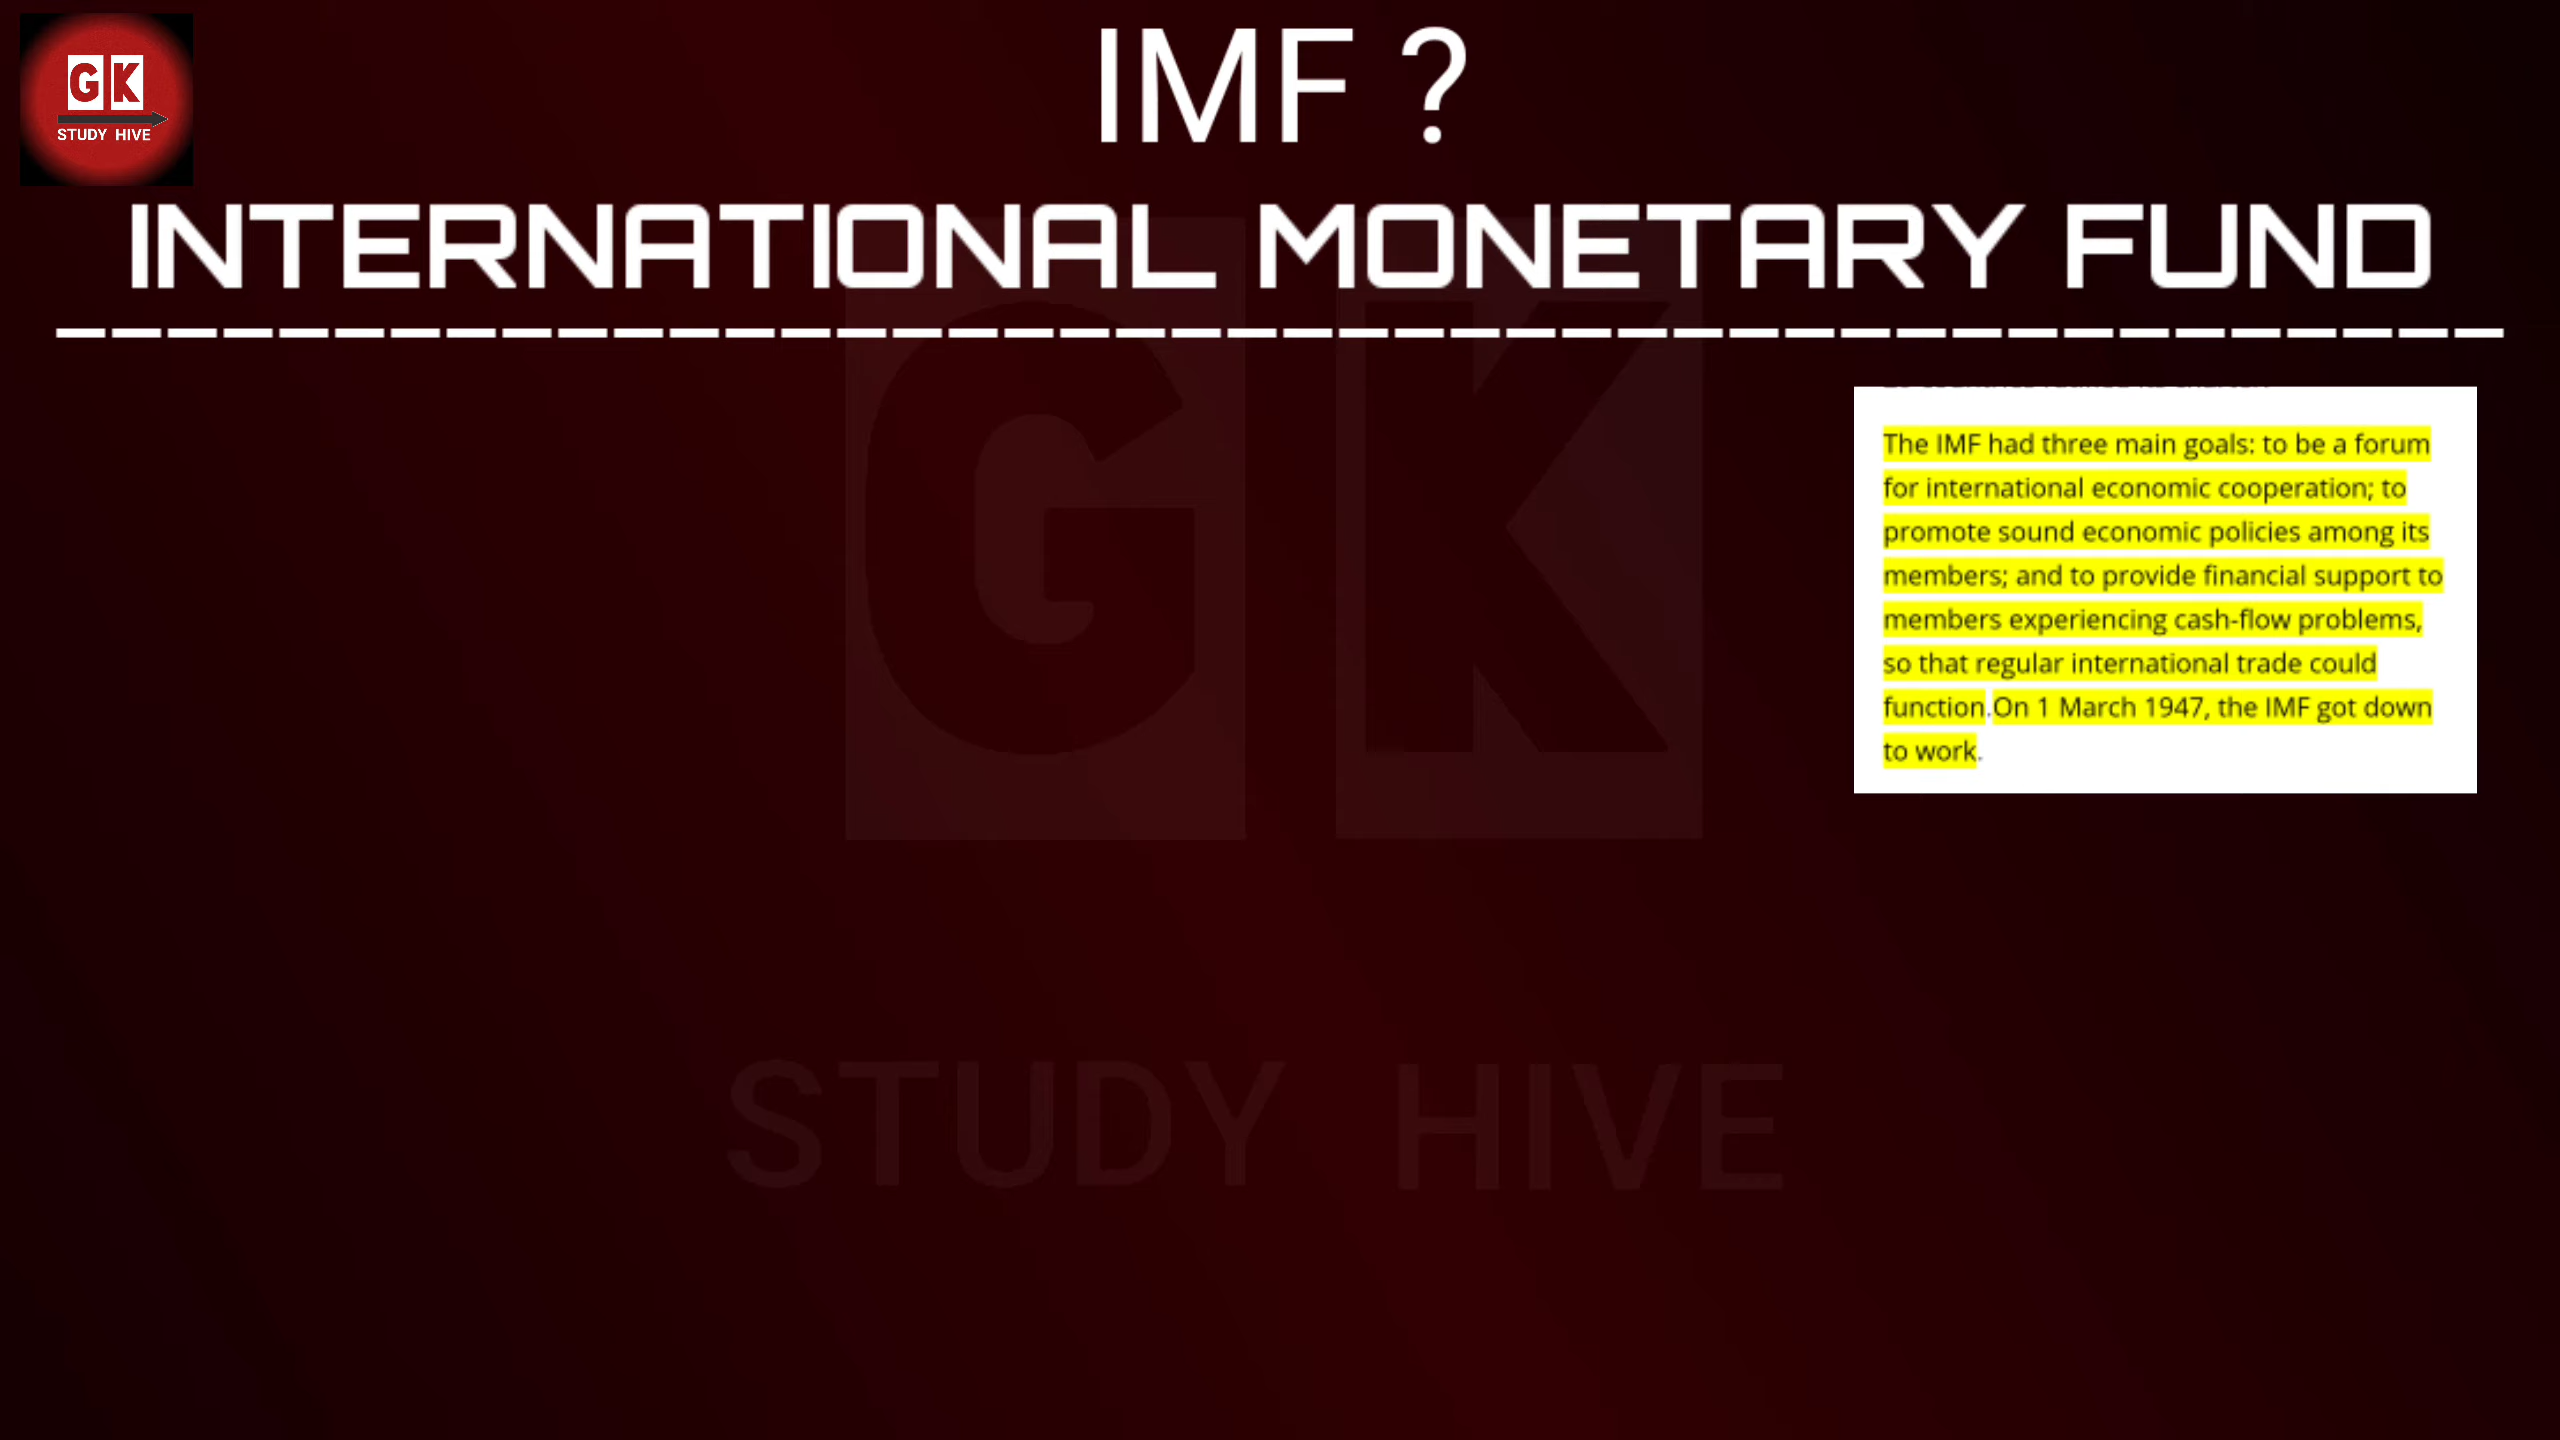 GK
STUDY HIVE
IMF ?
INTERNATIONAL MONETARY FUND
The IMF had three main goals: to be a forum
for international economic cooperation; to
promote sound economic policies among its
members; and to provide financial support to
members experiencing cash-flow problems,
so that regular international trade could
function.On 1 March 1947, the IMF got down
to work.
GK
STUDY HIVE